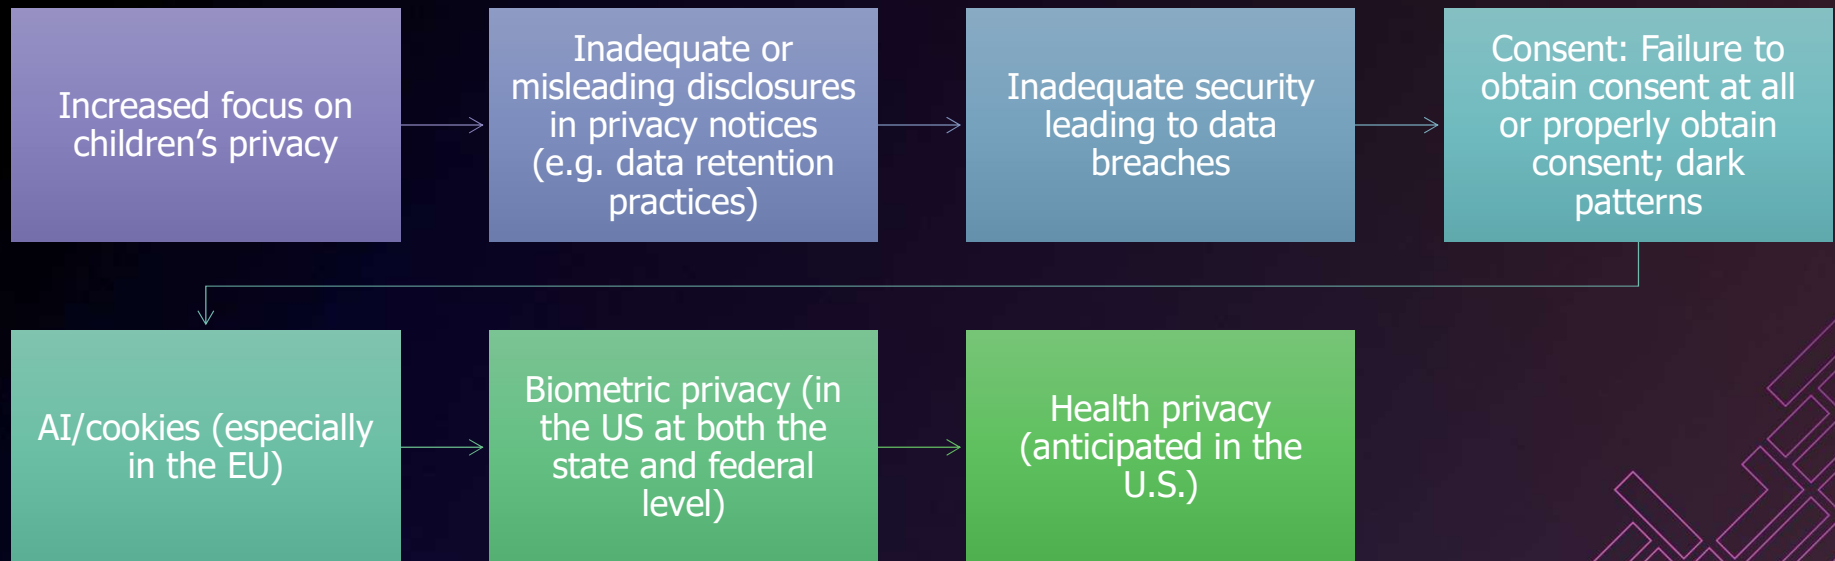 Increased focus on
children’s privacy
Inadequate or
misleading disclosures
in privacy notices
(e.g. data retention
practices)
Inadequate security
leading to data
breaches
Consent: Failure to
obtain consent at all
or properly obtain
consent; dark
patterns
AI/cookies (especially
in the EU)
Biometric privacy (in
the US at both the
state and federal
level)
Health privacy
(anticipated in the
U.S.)